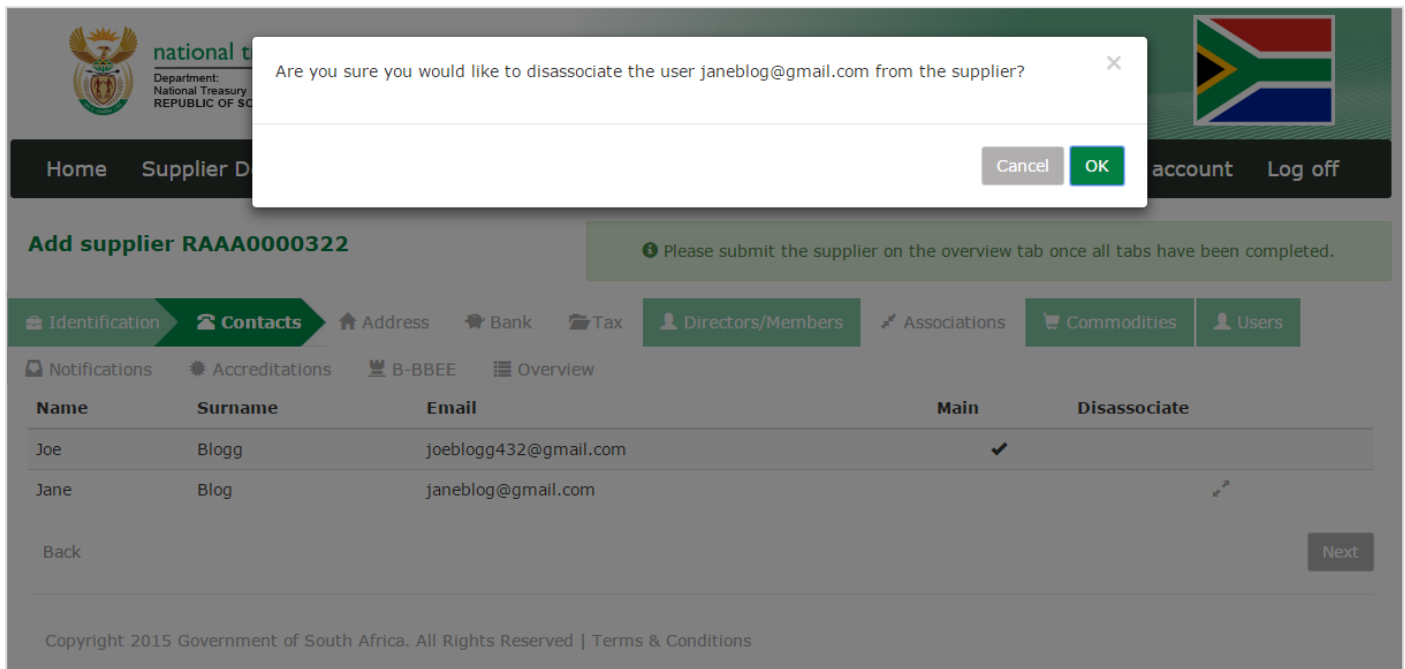 national t
Department:
National Treasury
REPUBLIC OF SO
Are you sure you would like to disassociate the user janeblog@gmail.com from the supplier?
×
Cancel OK
Home Supplier D account Log off
Add supplier RAAA0000322
Please submit the supplier on the overview tab once all tabs have been completed.
Identification Contacts Address Bank Tax Directors/Members Associations Commodities Users
Notifications Accreditations B-BBEE Overview
Name Surname Email Main Disassociate
Joe Blogg joeblogg432@gmail.com
Jane Blog janeblog@gmail.com
Back Next
Copyright 2015 Government of South Africa. All Rights Reserved | Terms & Conditions